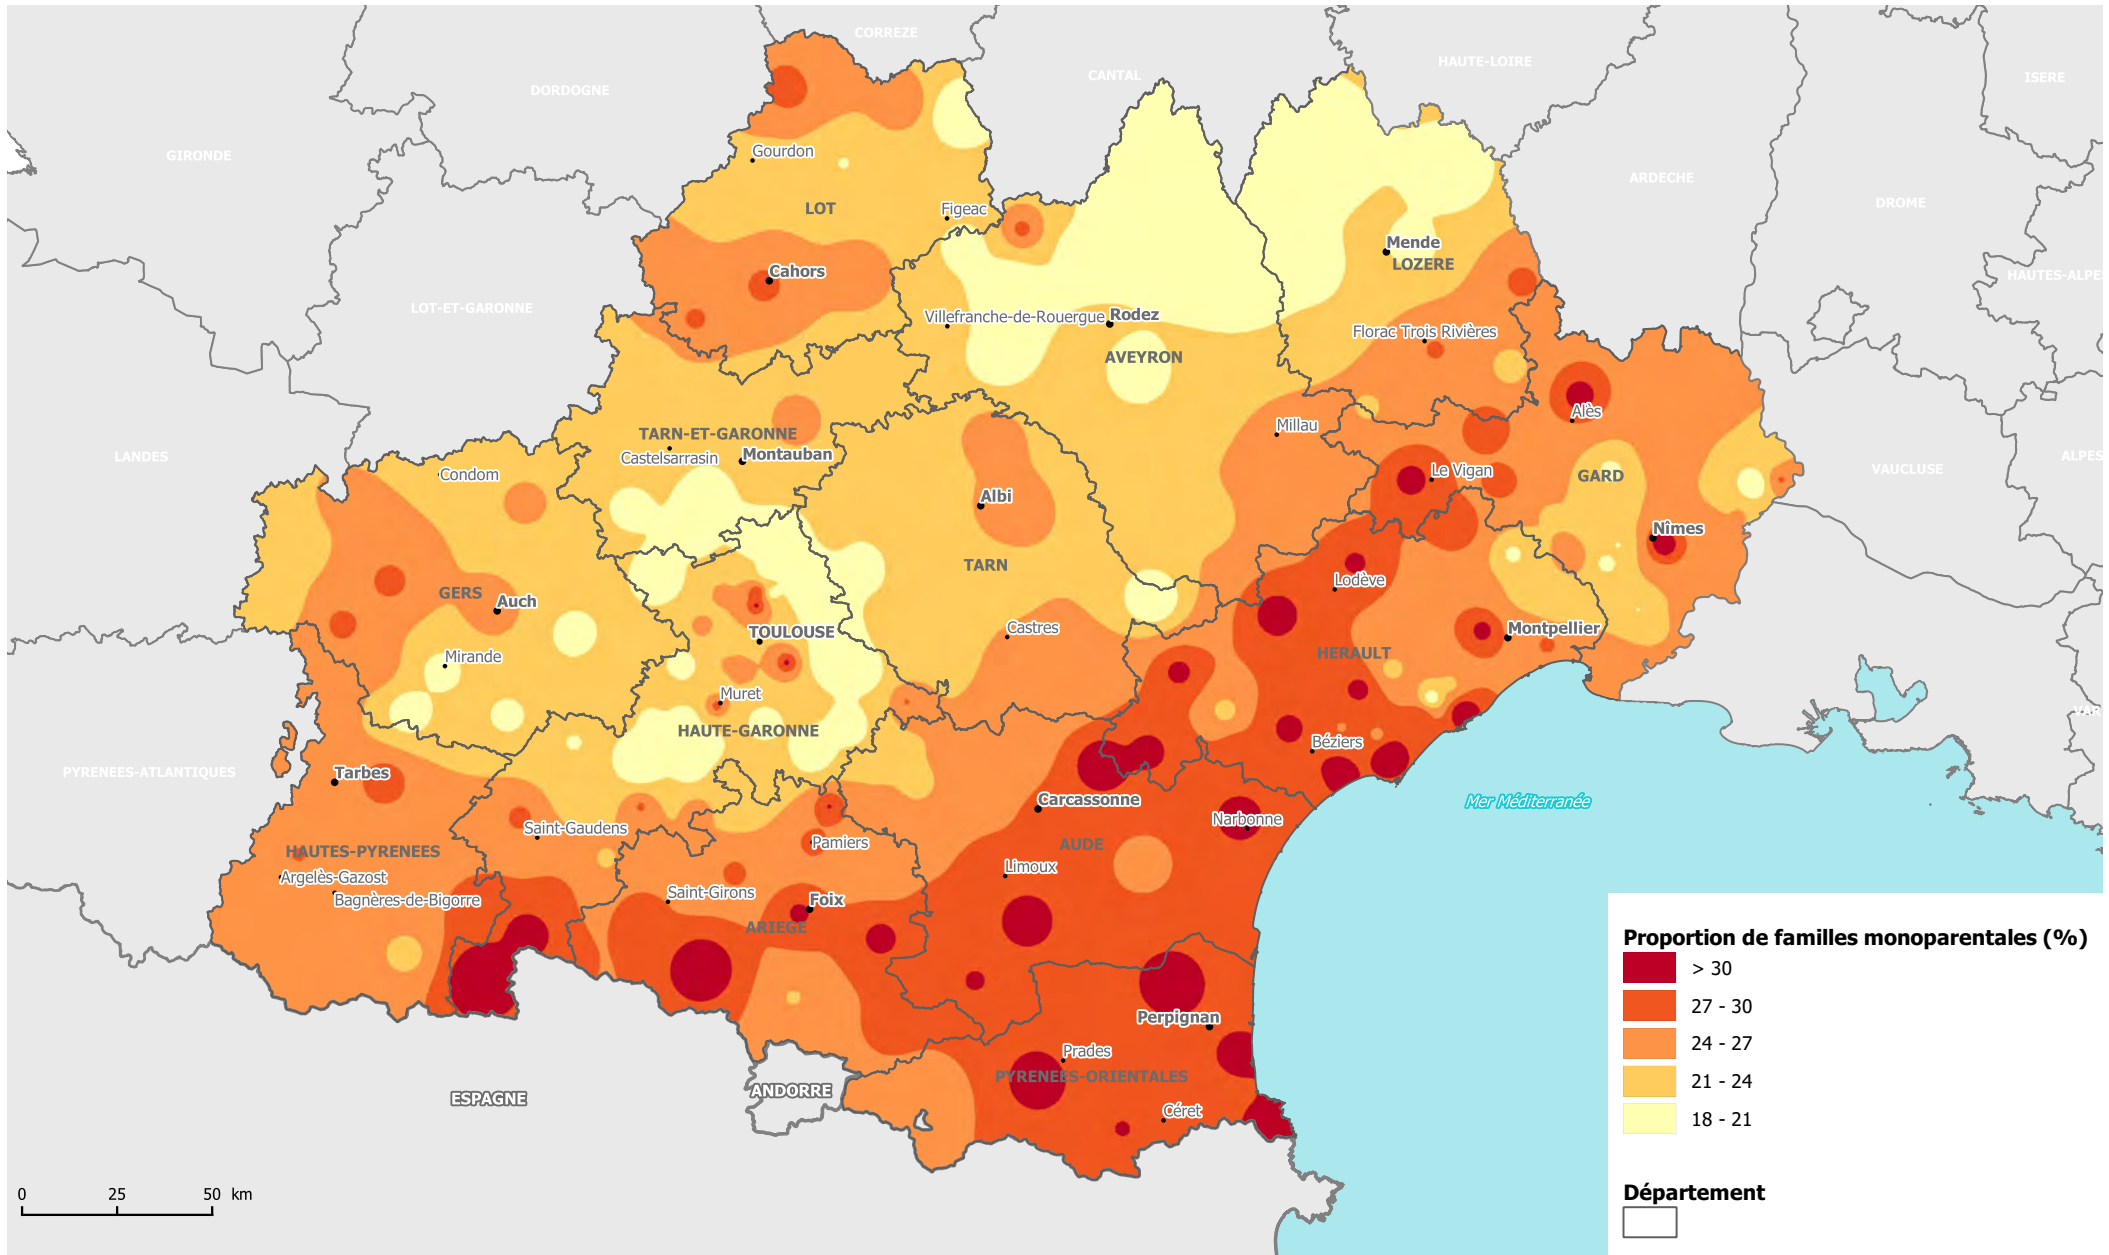 CORREZE
HAUTE-LOIRE
CANTAL
ISERE
DORDOGNE
GIRONDE
Gourdon
ARDECHE
DROME
LOT
Figeac
Mende
LOZERE
Cahors
HAUTES-ALPES
LOT-ET-GARONNE
Villefranche-de-Rouergue
Rodez
Florac Trois Rivières
AVEYRON
Alès
Millau
TARN-ET-GARONNE
Castelsarrasin
Montauban
LANDES
ALPES
VAUCLUSE
Condom
Le Vigan
GARD
Albi
Nîmes
TARN
Lodève
GERS
Auch
Castres
TOULOUSE
Montpellier
HERAULT
Mirande
Muret
HAUTE-GARONNE
VAR
Béziers
PYRENEES-ATLANTIQUES
Tarbes
Carcassonne
Mer Méditerranée
Narbonne
Saint-Gaudens
Pamiers
AUDE
HAUTES-PYRENEES
Limoux
Argelès-Gazost
Bagnères-de-Bigorre
Saint-Girons
Foix
ARIEGE
Perpignan
Prades
PYRENEES-ORIENTALES
ANDORRE
ESPAGNE
Céret
Proportion de familles monoparentales (%)
> 30
27 - 30
24 - 27
21 - 24
18 - 21
Département
0 25 50 km